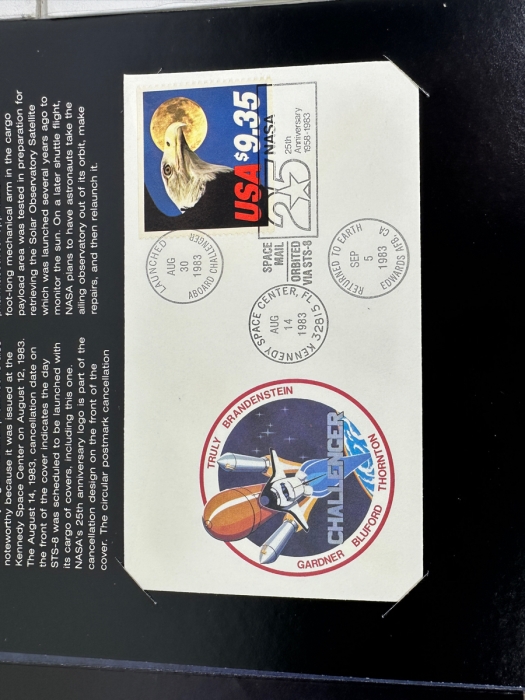 noteworthy because it was issued at the
Kennedy Space Center on August 12, 1983.
The August 14, 1983, cancellation date on
the front of the cover indicates the day
STS-8 was scheduled to be launched with
its cargo of covers, including this one.
NASA's 25th anniversary logo is part of the
cancellation design on the front of the
cover. The circular postmark cancellation
foot-long mechanical arm in the cargo
payload area was tested in preparation for
retrieving the Solar Observatory Satellite
which was launched several years ago to
monitor the sun. On a later shuttle flight,
NASA plans to have astronauts take the
ailing observatory out of its orbit, make
repairs, and then relaunch it.
USA $9.35
NASA
25
25th
Anniversary
1958-1983
LAUNCHED
AUG
30
1983
ABOARD CHALLENGER
SPACE
MAIL
ORBITED
VIA STS-8
RETURNED TO EARTH
SEP
5
1983
EDWARDS AFB, CA
KENNEDY SPACE CENTER, FL
AUG
14
1983
32815
TRULY BRANDENSTEIN
CHALLENGER
GARDNER BLUFORD THORNTON